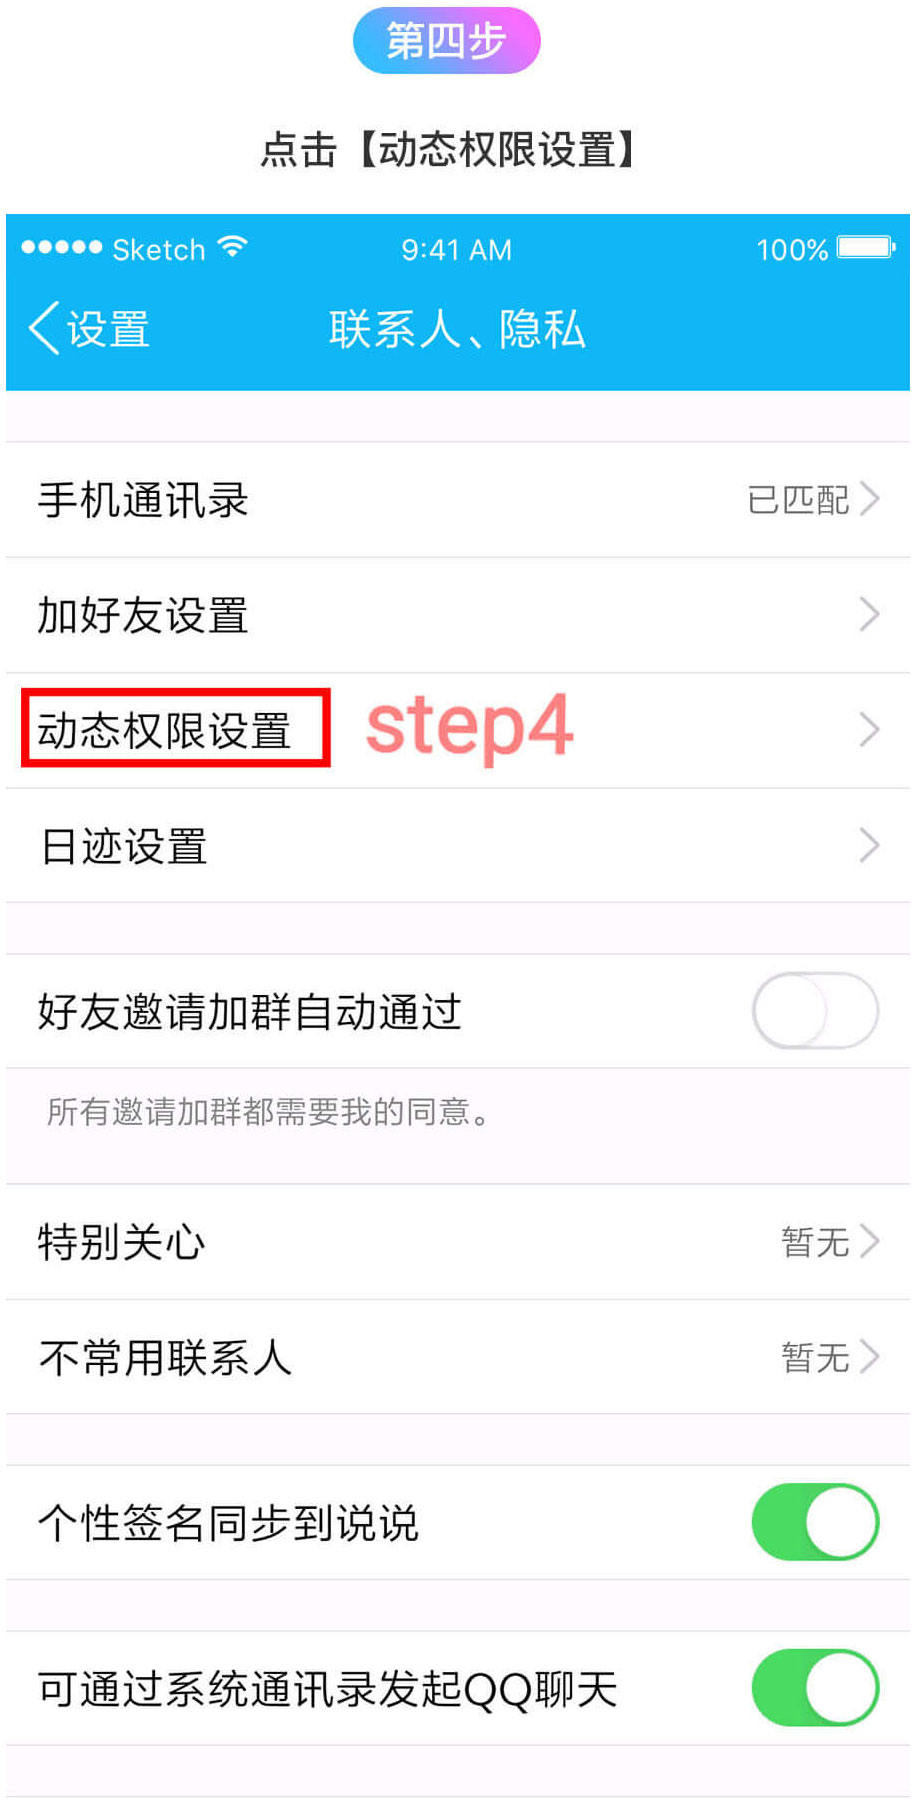 第四步
点击【动态权限设置】
Sketch 9:41 AM 100%
设置 联系人、隐私
手机通讯录 已匹配
加好友设置
动态权限设置 step4
日迹设置
好友邀请加群自动通过
所有邀请加群都需要我的同意。
特别关心 暂无
不常用联系人 暂无
个性签名同步到说说
可通过系统通讯录发起QQ聊天